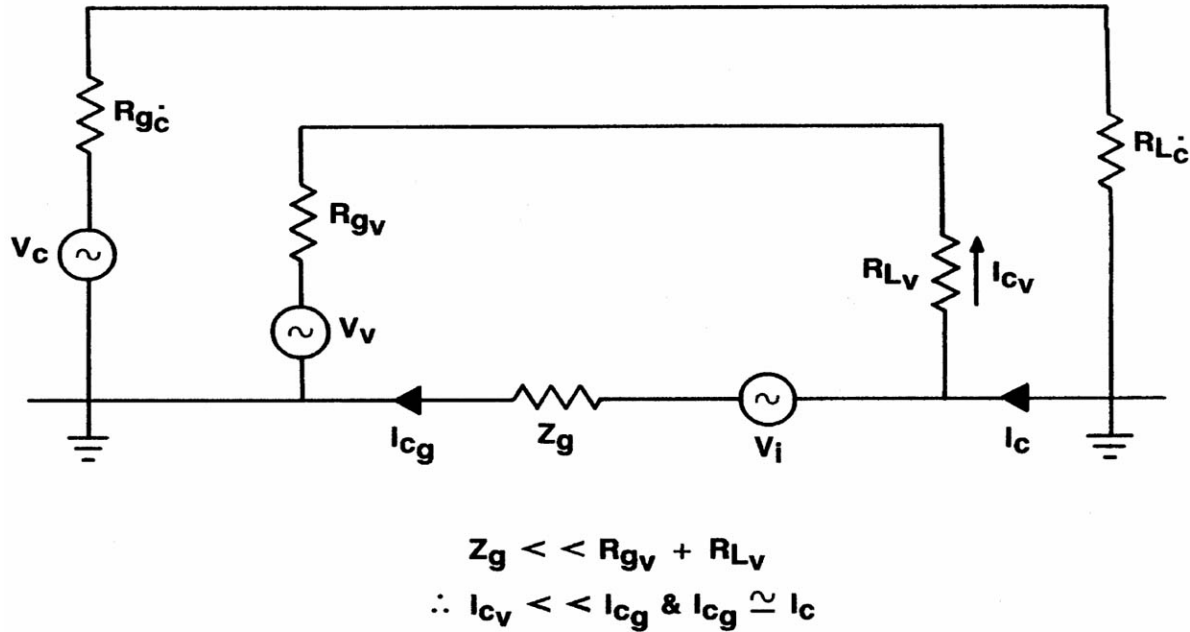 Rgc
Rgv
RLc
Vc
RLv
Icv
Vv
Icg
Zg
Vi
Ic
Zg < < Rgv + RLv
∴ Icv < < Icg & Icg ≃ Ic